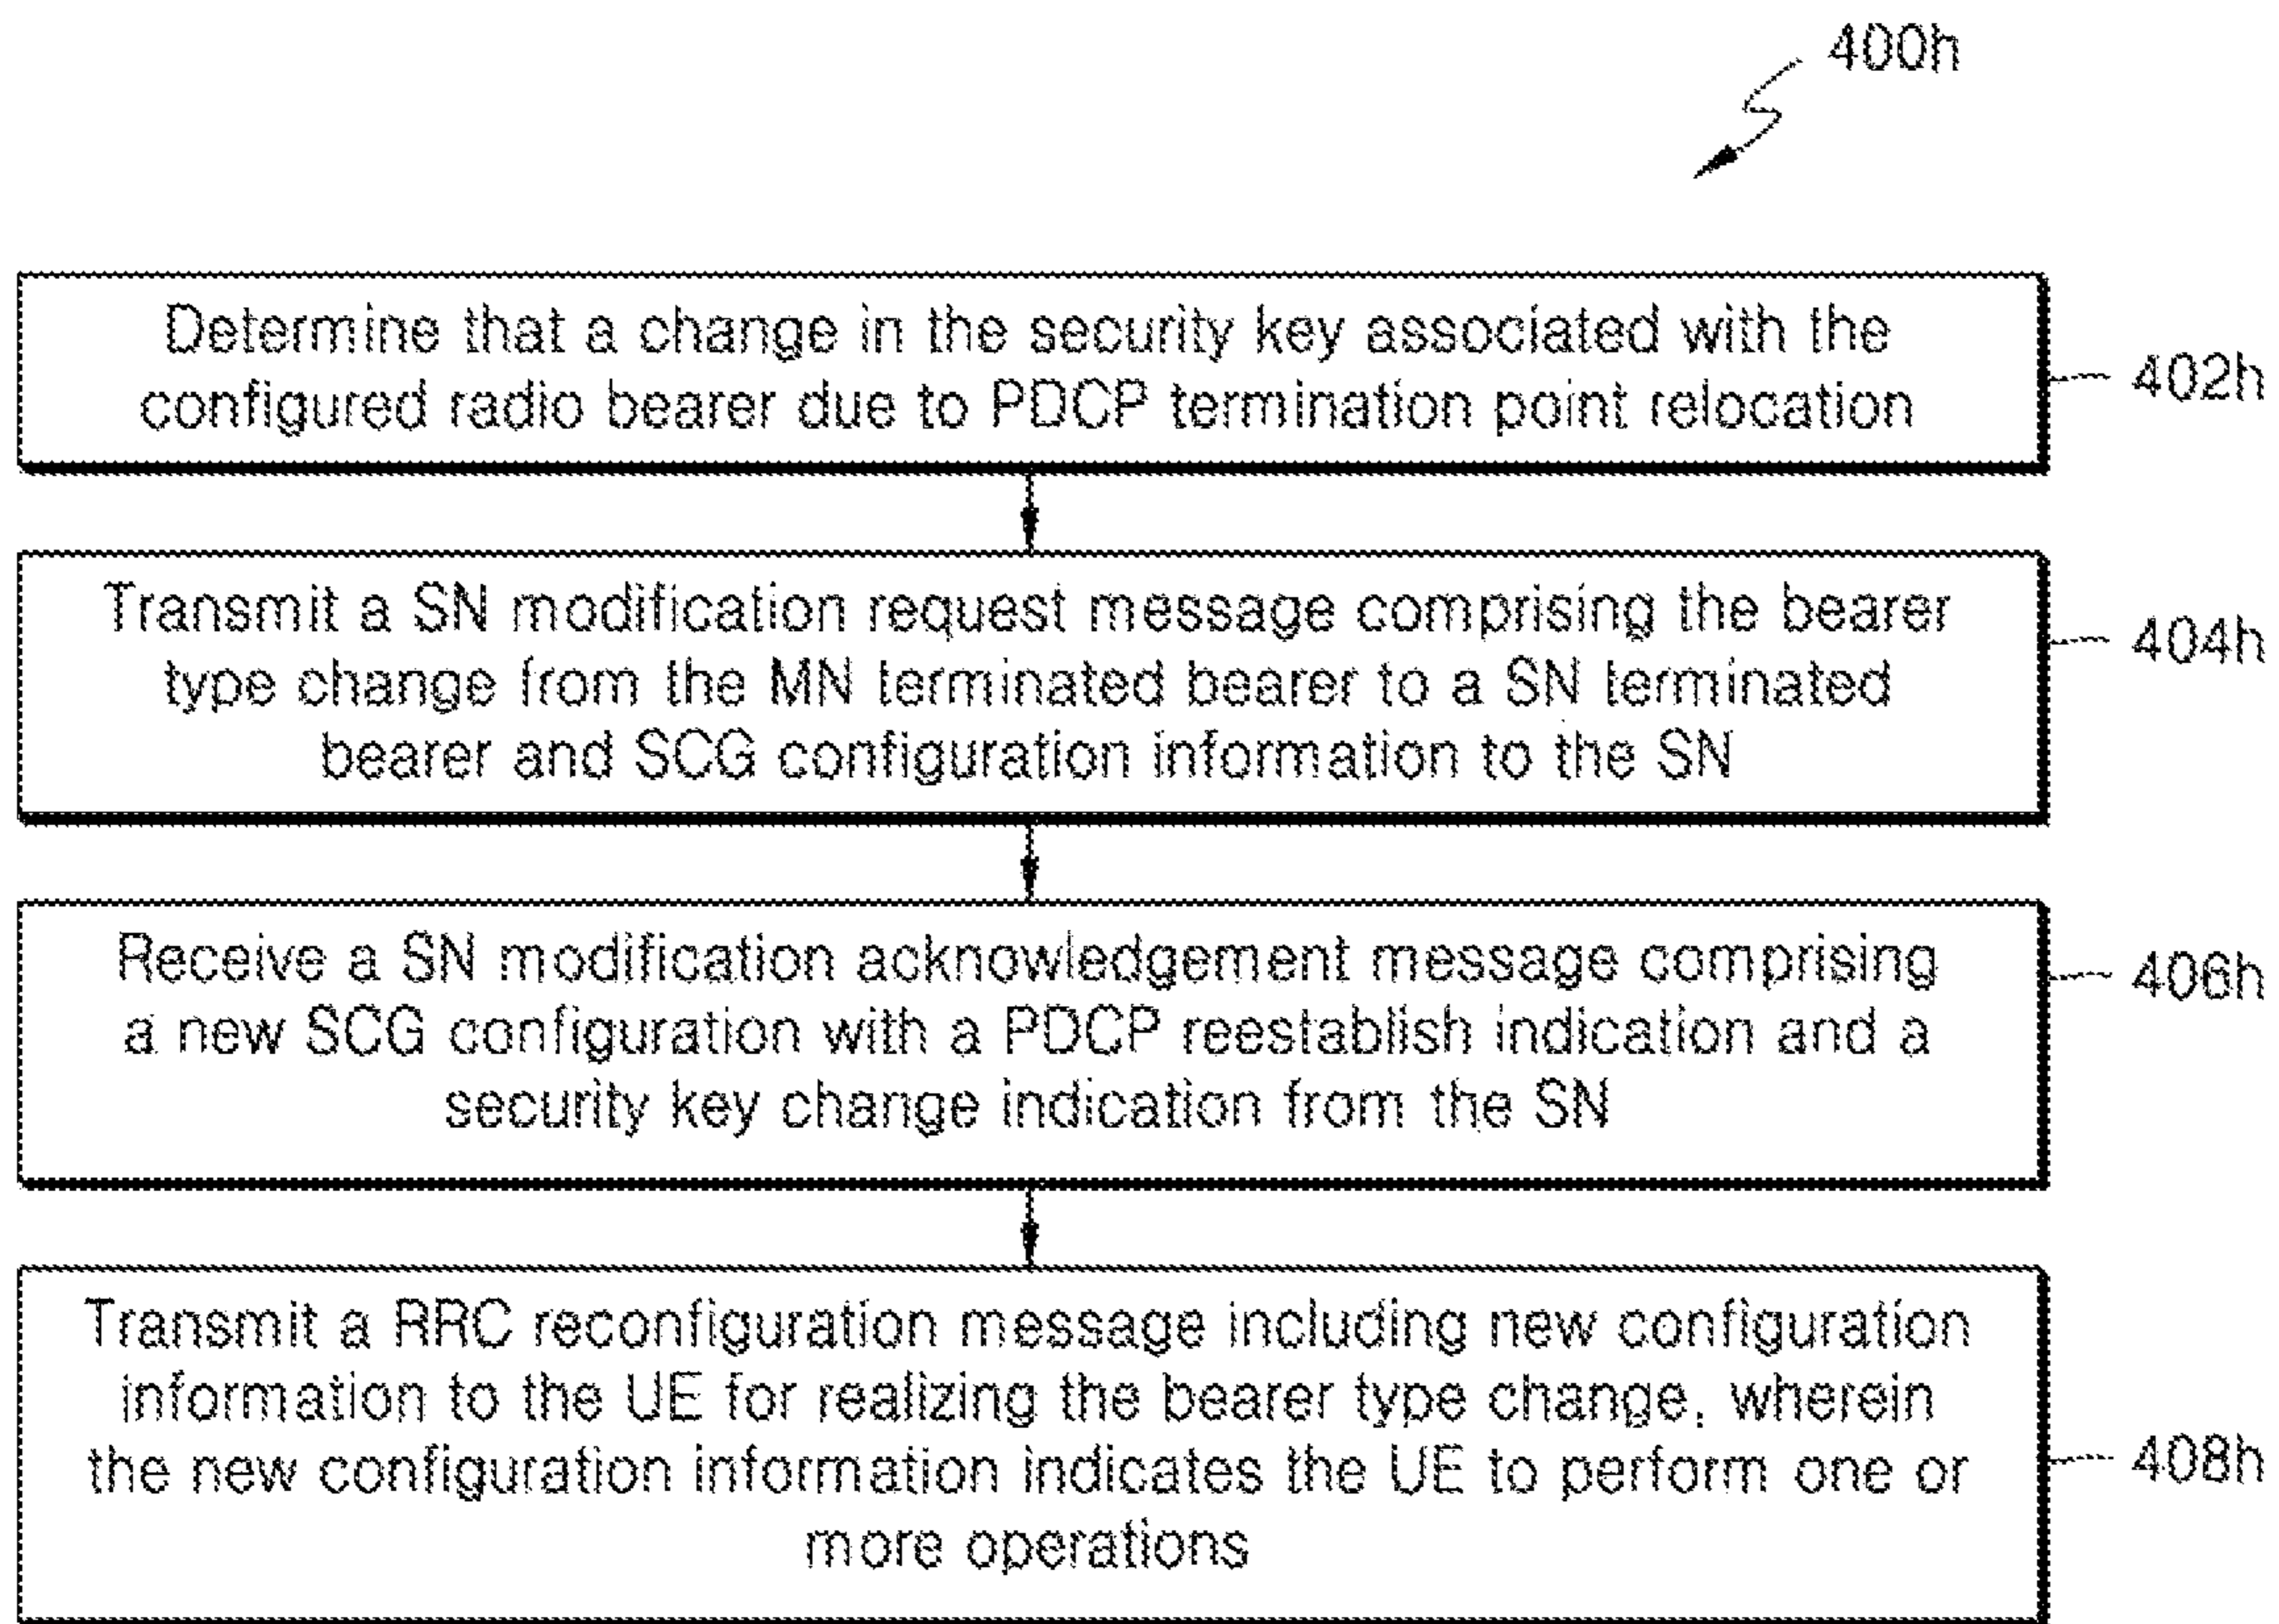 400h
Determine that a change in the security key associated with the
configured radio bearer due to PDCP termination point relocation
402h
Transmit a SN modification request message comprising the bearer
type change from the MN terminated bearer to a SN terminated
bearer and SCG configuration information to the SN
404h
Receive a SN modification acknowledgement message comprising
a new SCG configuration with a PDCP reestablish indication and a
security key change indication from the SN
406h
Transmit a RRC reconfiguration message including new configuration
information to the UE for realizing the bearer type change, wherein
the new configuration information indicates the UE to perform one or
more operations
408h